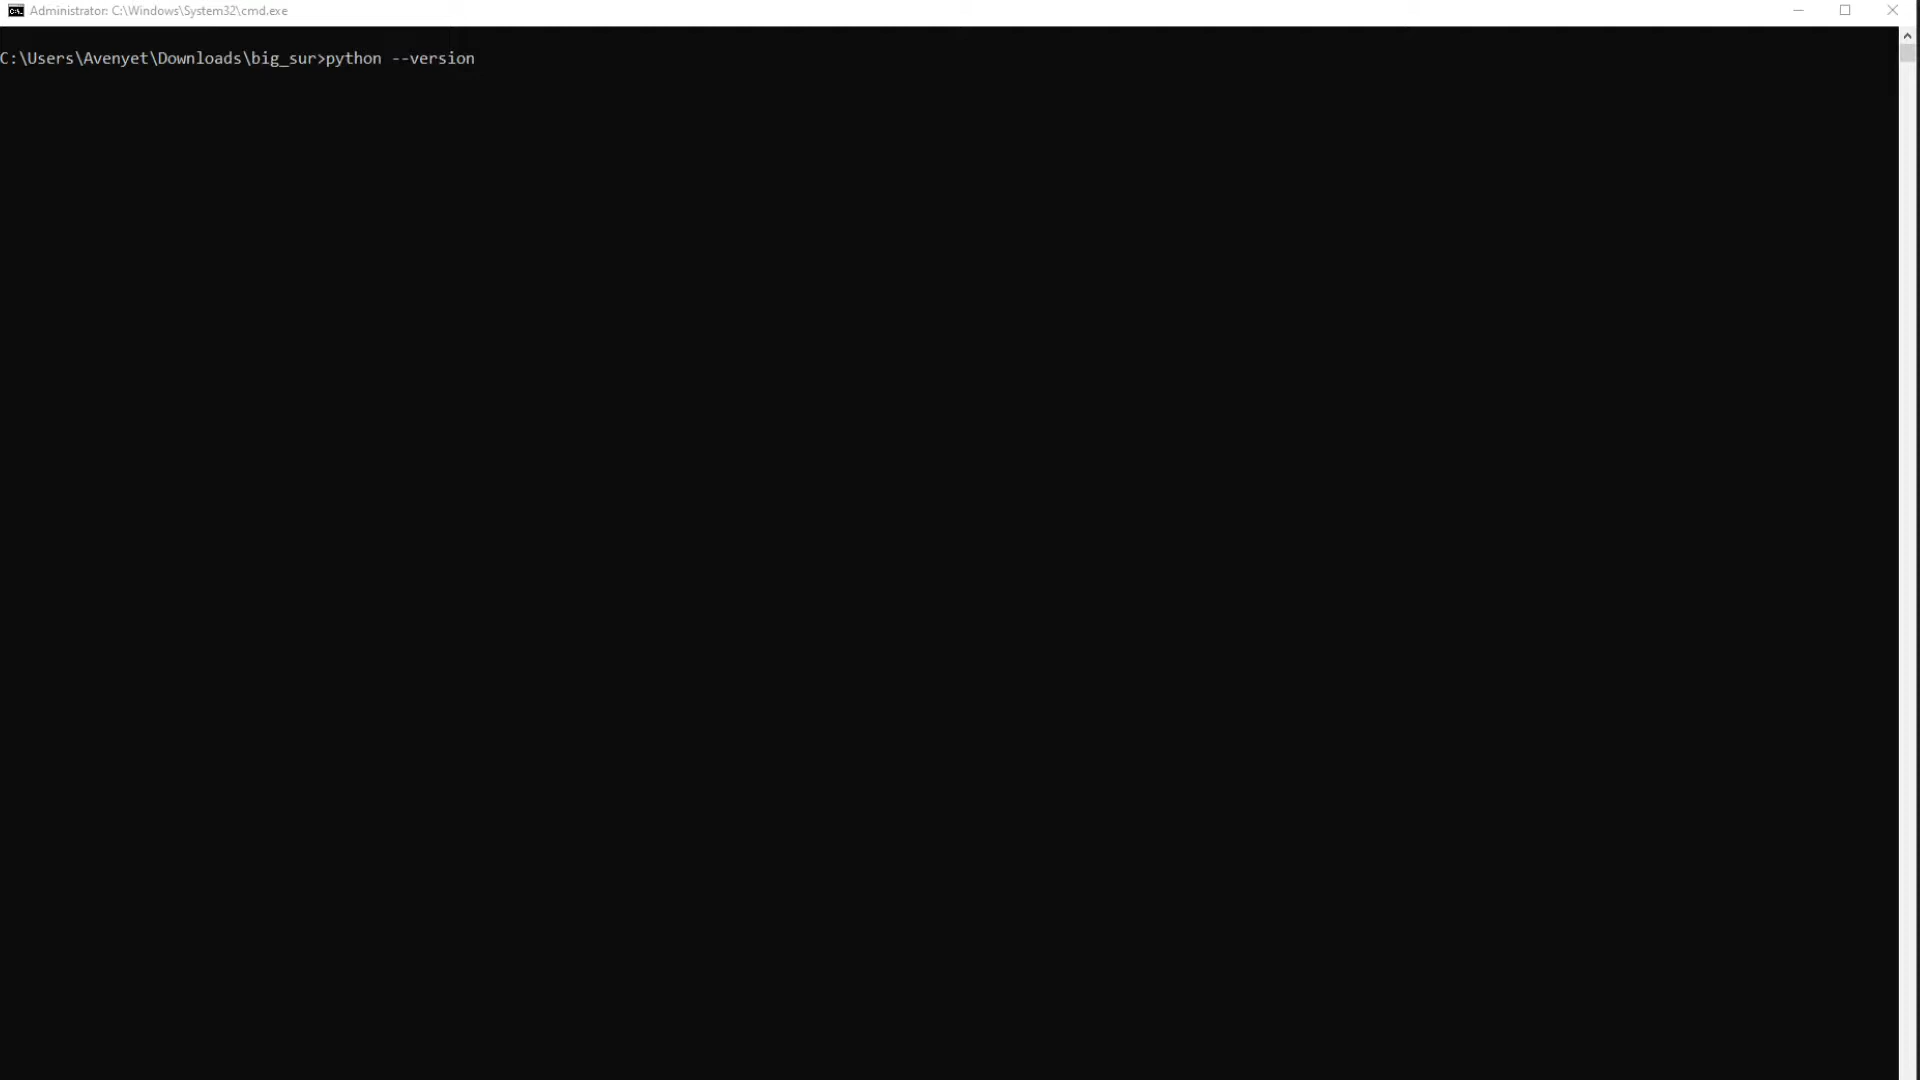 Administrator: C:\Windows\System32\cmd.exe
C:\Users\Avenyet\Downloads\big_sur>python --version